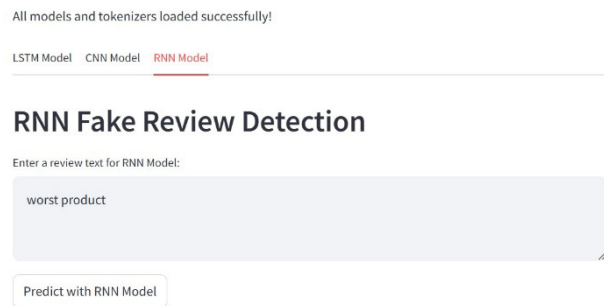 All models and tokenizers loaded successfully!
LSTM Model CNN Model RNN Model
RNN Fake Review Detection
Enter a review text for RNN Model:
worst product
Predict with RNN Model